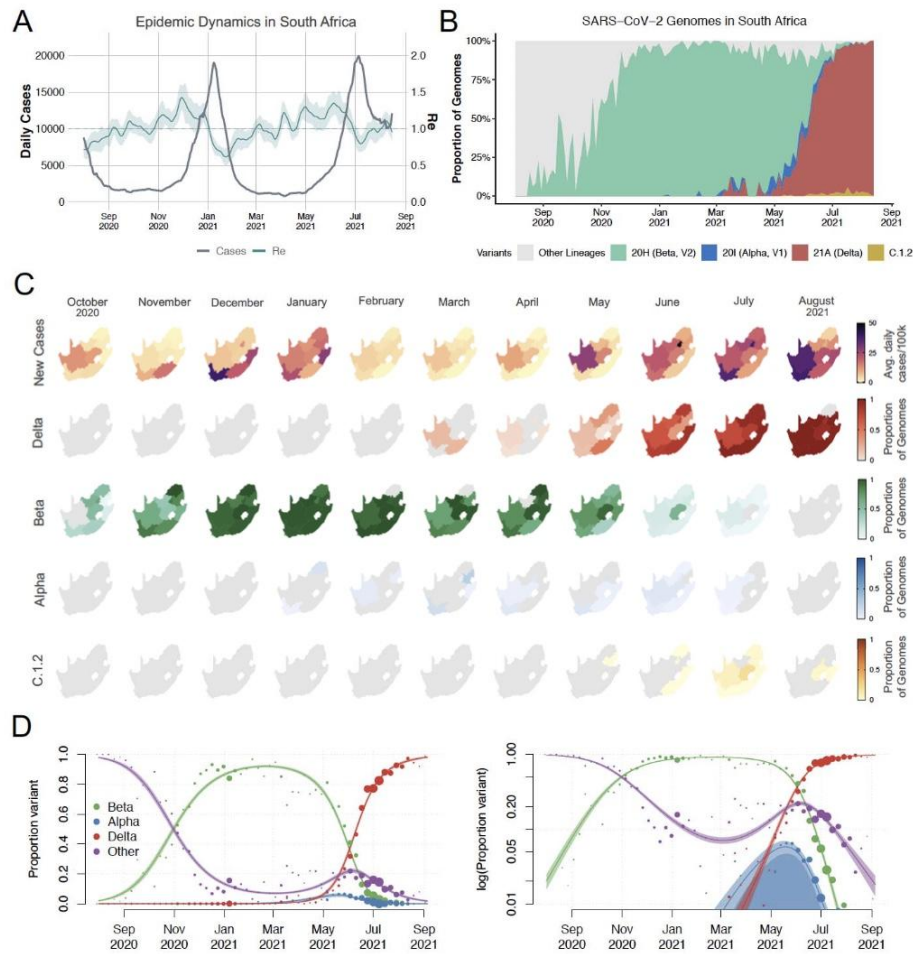 A
Epidemic Dynamics in South Africa
Daily Cases
20000
15000
10000
5000
0
2.0
1.5
1.0
0.5
0.0
Re
Sep 2020
Nov 2020
Jan 2021
Mar 2021
May 2021
Jul 2021
Sep 2021
Cases
Re
B
SARS-CoV-2 Genomes in South Africa
Proportion of Genomes
100%
75%
50%
25%
0%
Sep 2020
Nov 2020
Jan 2021
Mar 2021
May 2021
Jul 2021
Sep 2021
Variants Other Lineages 20H (Beta, V2) 20I (Alpha, V1) 21A (Delta) C.1.2
C
October 2020
November
December
January
February
March
April
May
June
July
August 2021
New Cases
50
25
0
Avg. daily cases/100k
Delta
1
0.5
0
Proportion of Genomes
Beta
1
0.5
0
Proportion of Genomes
Alpha
1
0.5
0
Proportion of Genomes
C.1.2
1
0.5
0
Proportion of Genomes
D
Proportion variant
1.0
0.8
0.6
0.4
0.2
0.0
Beta
Alpha
Delta
Other
Sep 2020
Nov 2020
Jan 2021
Mar 2021
May 2021
Jul 2021
Sep 2021
log(Proportion variant)
1.00
0.20
0.05
0.01
Sep 2020
Nov 2020
Jan 2021
Mar 2021
May 2021
Jul 2021
Sep 2021